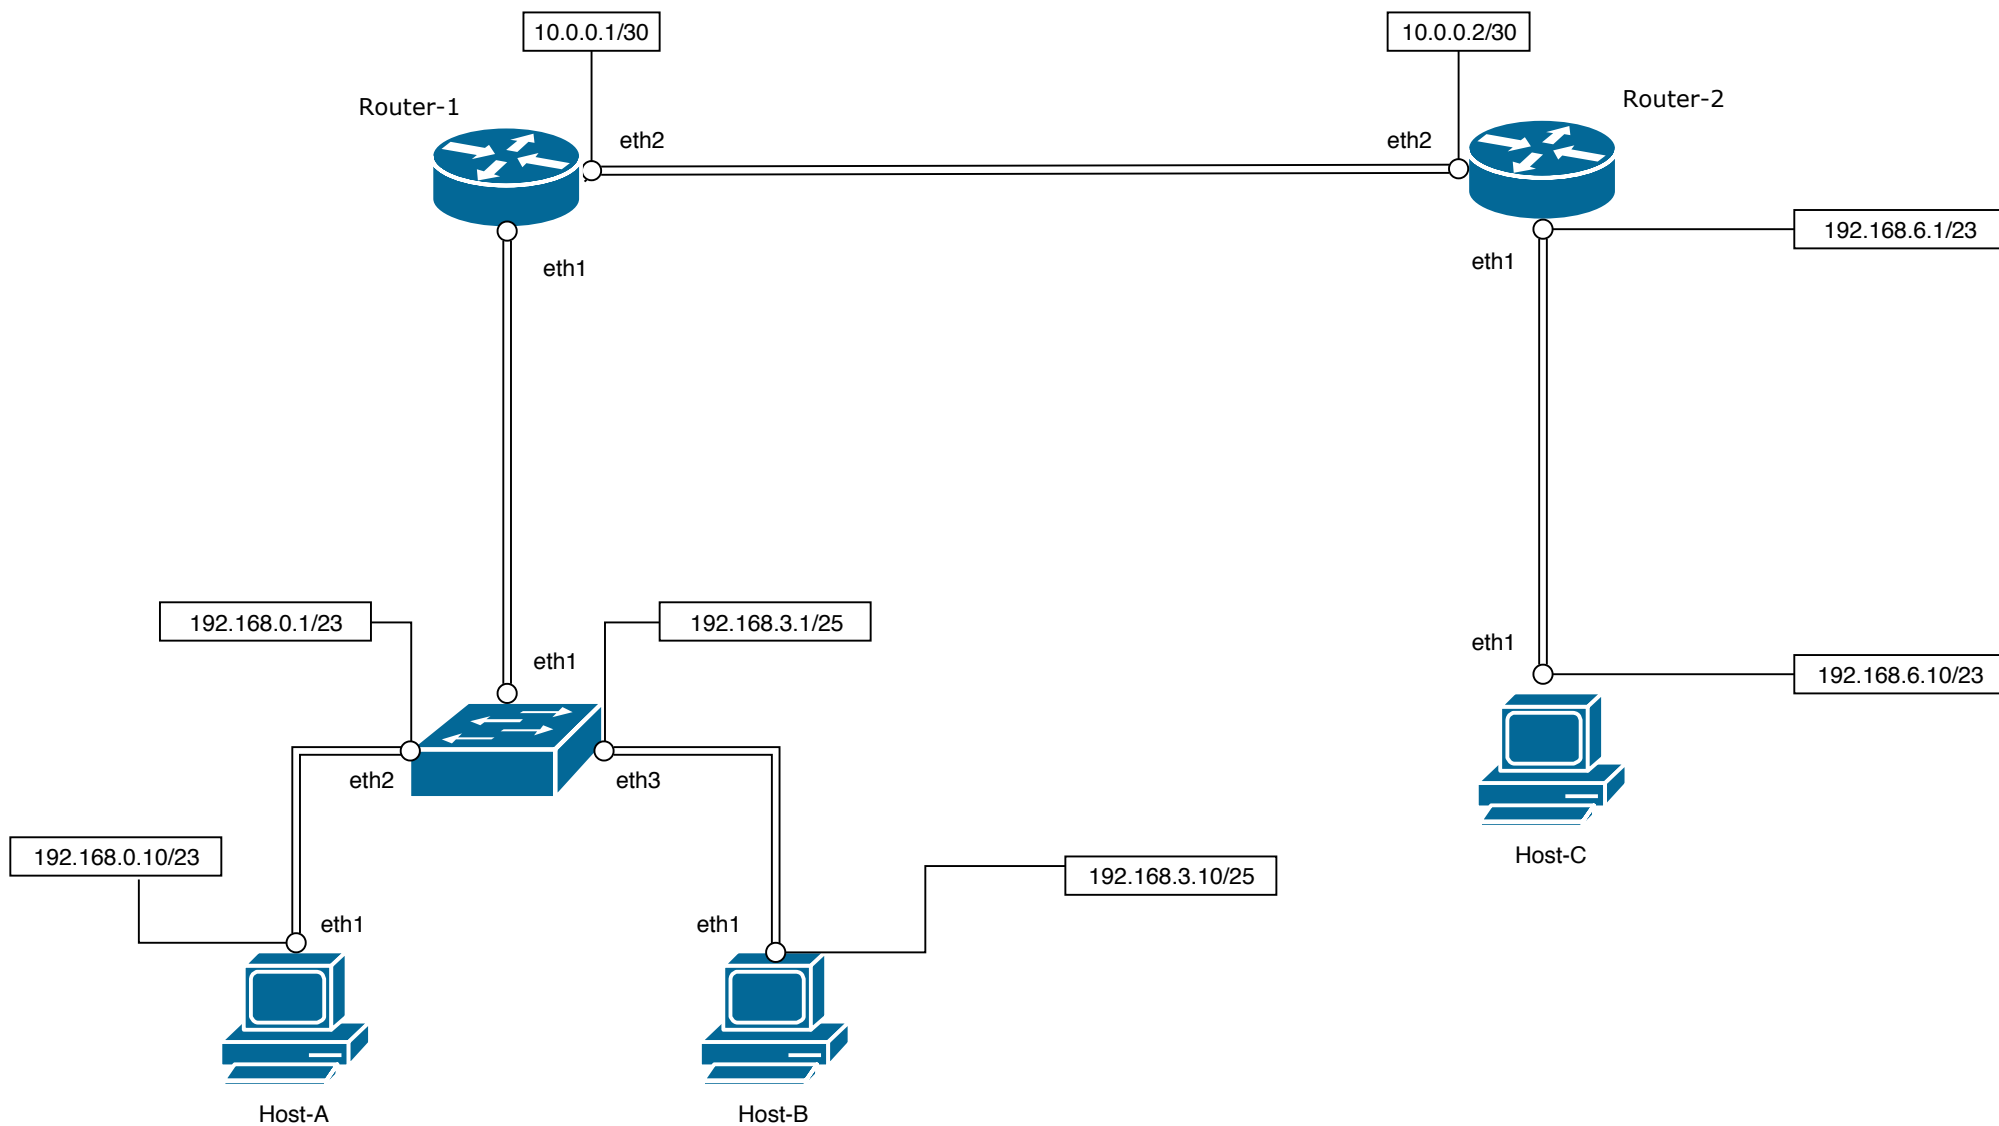 10.0.0.1/30
10.0.0.2/30
Router-1
Router-2
eth2
eth2
192.168.6.1/23
eth1
eth1
192.168.0.1/23
192.168.3.1/25
eth1
eth1
192.168.6.10/23
eth2
eth3
192.168.0.10/23
Host-C
192.168.3.10/25
eth1
eth1
Host-A
Host-B